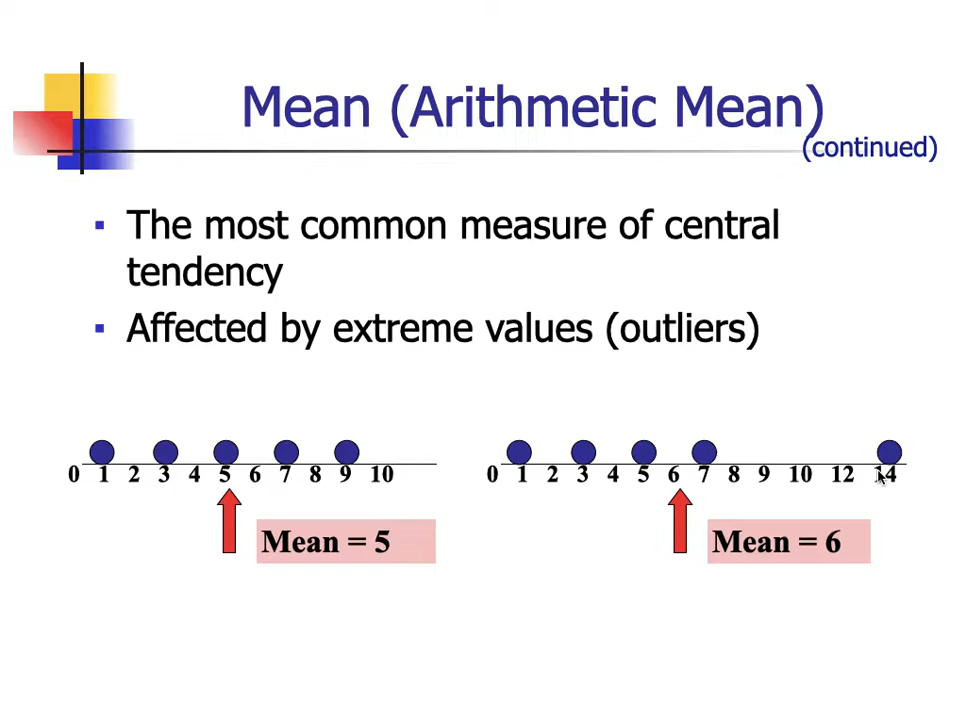 Mean (Arithmetic Mean)
(continued)
The most common measure of central
tendency
Affected by extreme values (outliers)
0 1 2 3 4 5 6 7 8 9 10
0 1 2 3 4 5 6 7 8 9 10 12 14
Mean = 5
Mean = 6